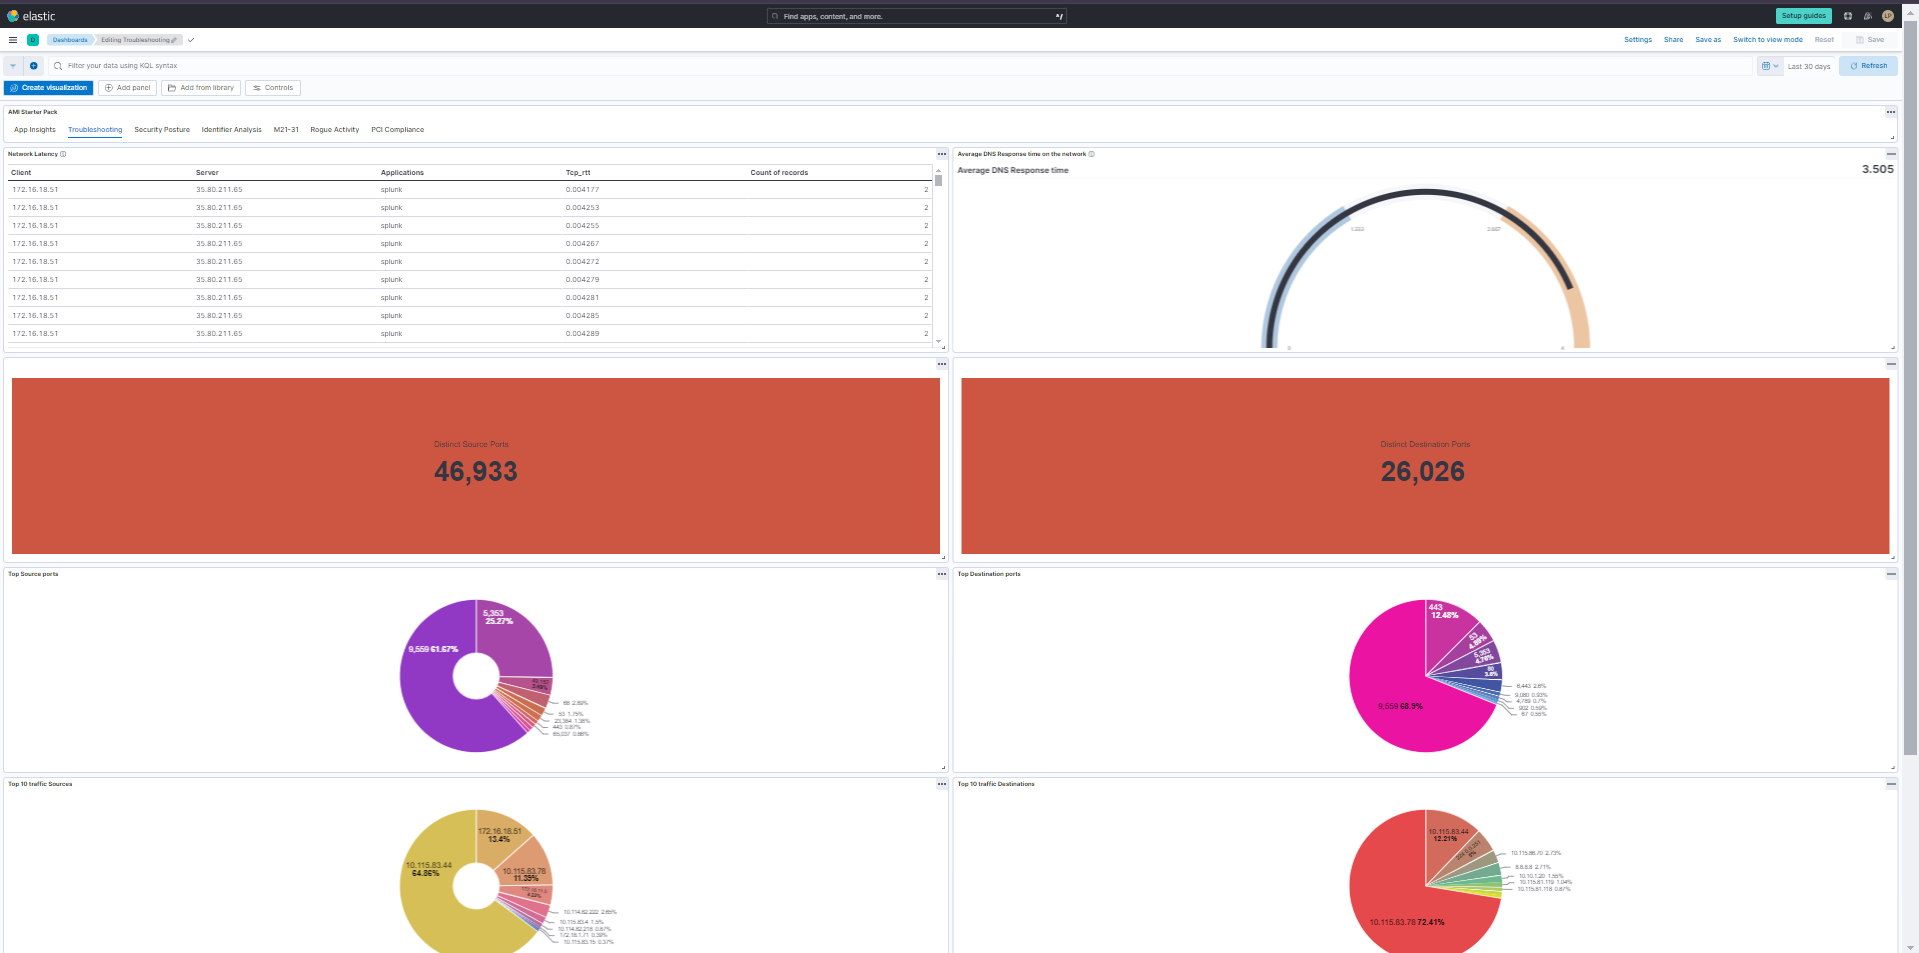 elastic
Find apps, content, and more.
*/
LP
D
Dashboards
Editing Troubleshooting
Settings
Share
Save as
Switch to view mode
Reset
Save
Filter your data using KQL syntax
Last 30 days
Refresh
Create visualization
Add panel
Add from library
Controls
AMI Starter Pack
App Insights
Troubleshooting
Security Posture
Identifier Analysis
M21-31
Rogue Activity
PCI Compliance
Network Latency
Client Server Applications Tcp_rtt Count of records
172.16.18.51 35.80.211.65 splunk 0.004177 2
172.16.18.51 35.80.211.65 splunk 0.004253 2
172.16.18.51 35.80.211.65 splunk 0.004255 2
172.16.18.51 35.80.211.65 splunk 0.004267 2
172.16.18.51 35.80.211.65 splunk 0.004272 2
172.16.18.51 35.80.211.65 splunk 0.004279 2
172.16.18.51 35.80.211.65 splunk 0.004281 2
172.16.18.51 35.80.211.65 splunk 0.004285 2
172.16.18.51 35.80.211.65 splunk 0.004289 2
Average DNS Response time on the network
Average DNS Response time
3.505
0
4
Distinct Source Ports
46,933
Distinct Destination Ports
26,026
Top Source ports
5,353
25.27%
9,559 61.67%
68 2.89%
53 1.75%
443 0.87%
Top Destination ports
443
12.48%
53
4.89%
5,353
4.76%
80
3.6%
8,443 2.6%
9,080 0.93%
4,789 0.7%
902 0.59%
67 0.55%
9,559 68.9%
Top 10 traffic Sources
172.16.18.51
13.4%
10.115.83.44
64.86%
10.115.83.78
11.39%
10.114.82.222 2.65%
10.115.83.4 1.5%
10.114.82.218 0.67%
172.16.1.71 0.39%
10.115.83.15 0.37%
Top 10 traffic Destinations
10.115.83.44
12.21%
224.0.0.251
10.115.86.70 2.73%
8.8.8.8 2.71%
10.10.1.20 1.55%
10.115.81.119 1.04%
10.115.81.118 0.87%
10.115.83.78 72.41%